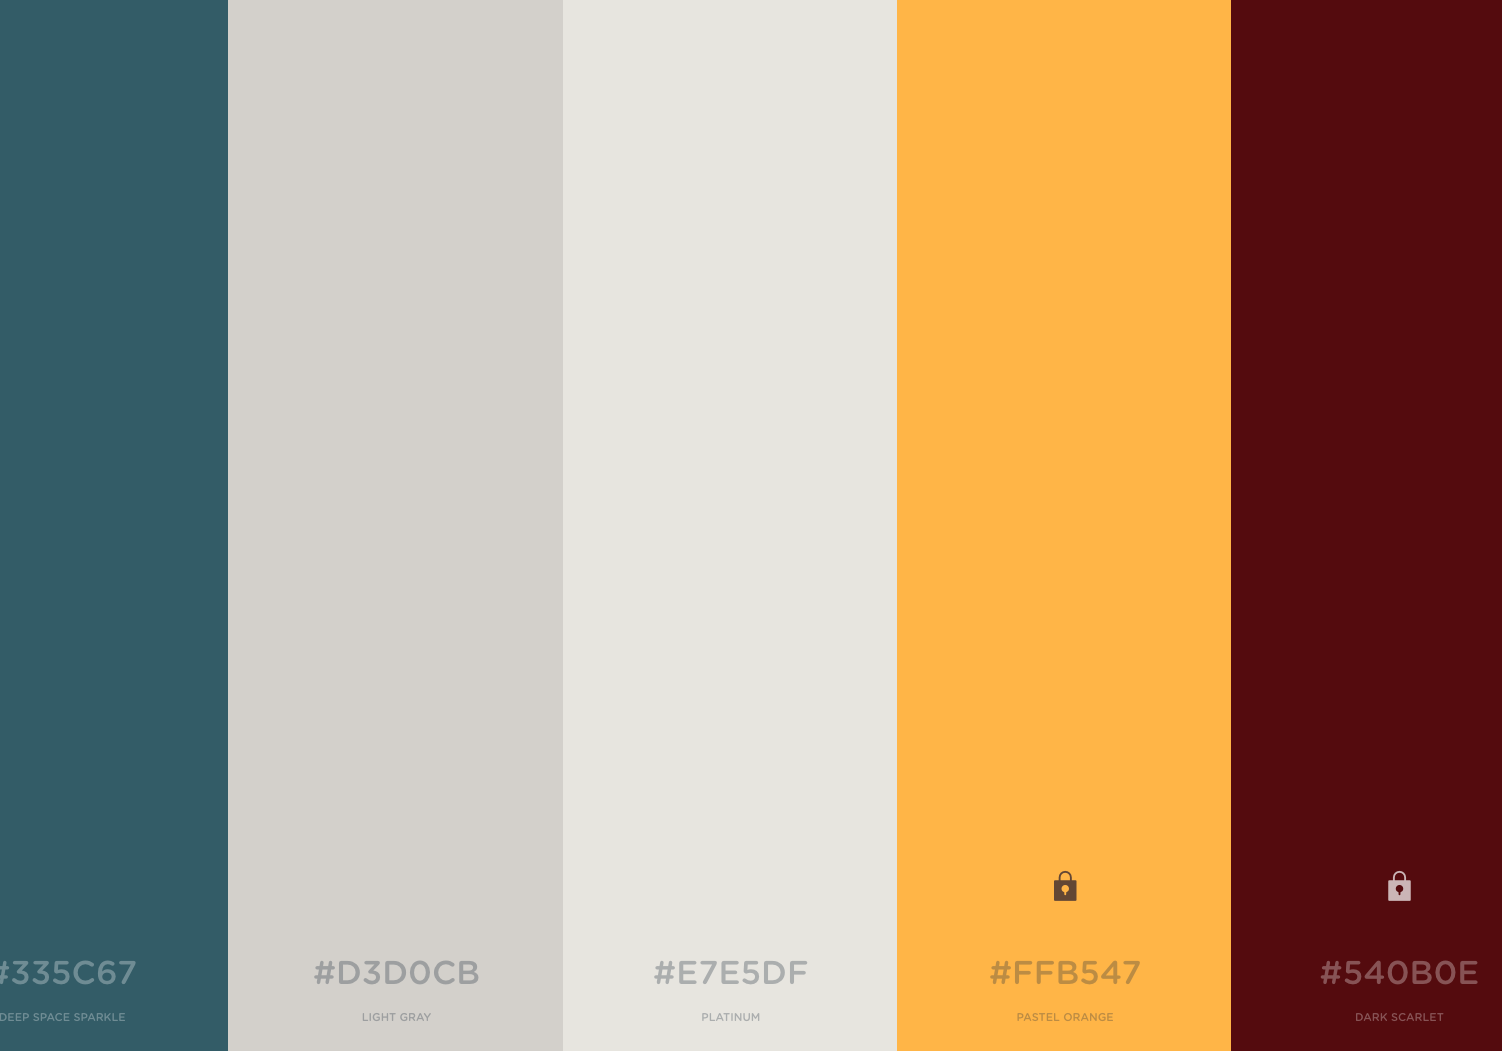 #335C67
DEEP SPACE SPARKLE
#D3D0CB
LIGHT GRAY
#E7E5DF
PLATINUM
#FFB547
PASTEL ORANGE
#540B0E
DARK SCARLET